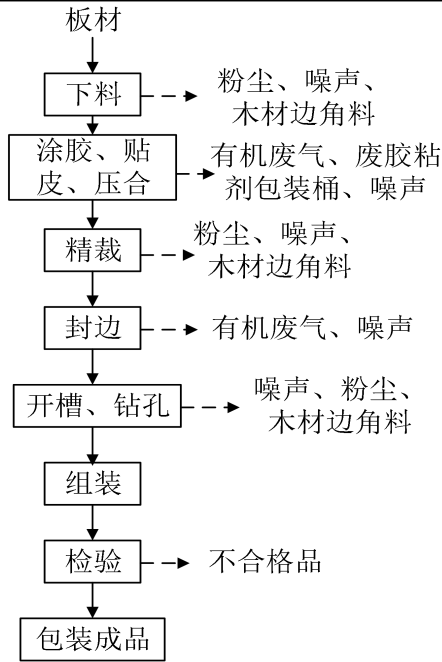 板材
下料
粉尘、噪声、
木材边角料
涂胶、贴
皮、压合
有机废气、废胶粘
剂包装桶、噪声
精裁
粉尘、噪声、
木材边角料
封边
有机废气、噪声
开槽、钻孔
噪声、粉尘、
木材边角料
组装
检验
不合格品
包装成品